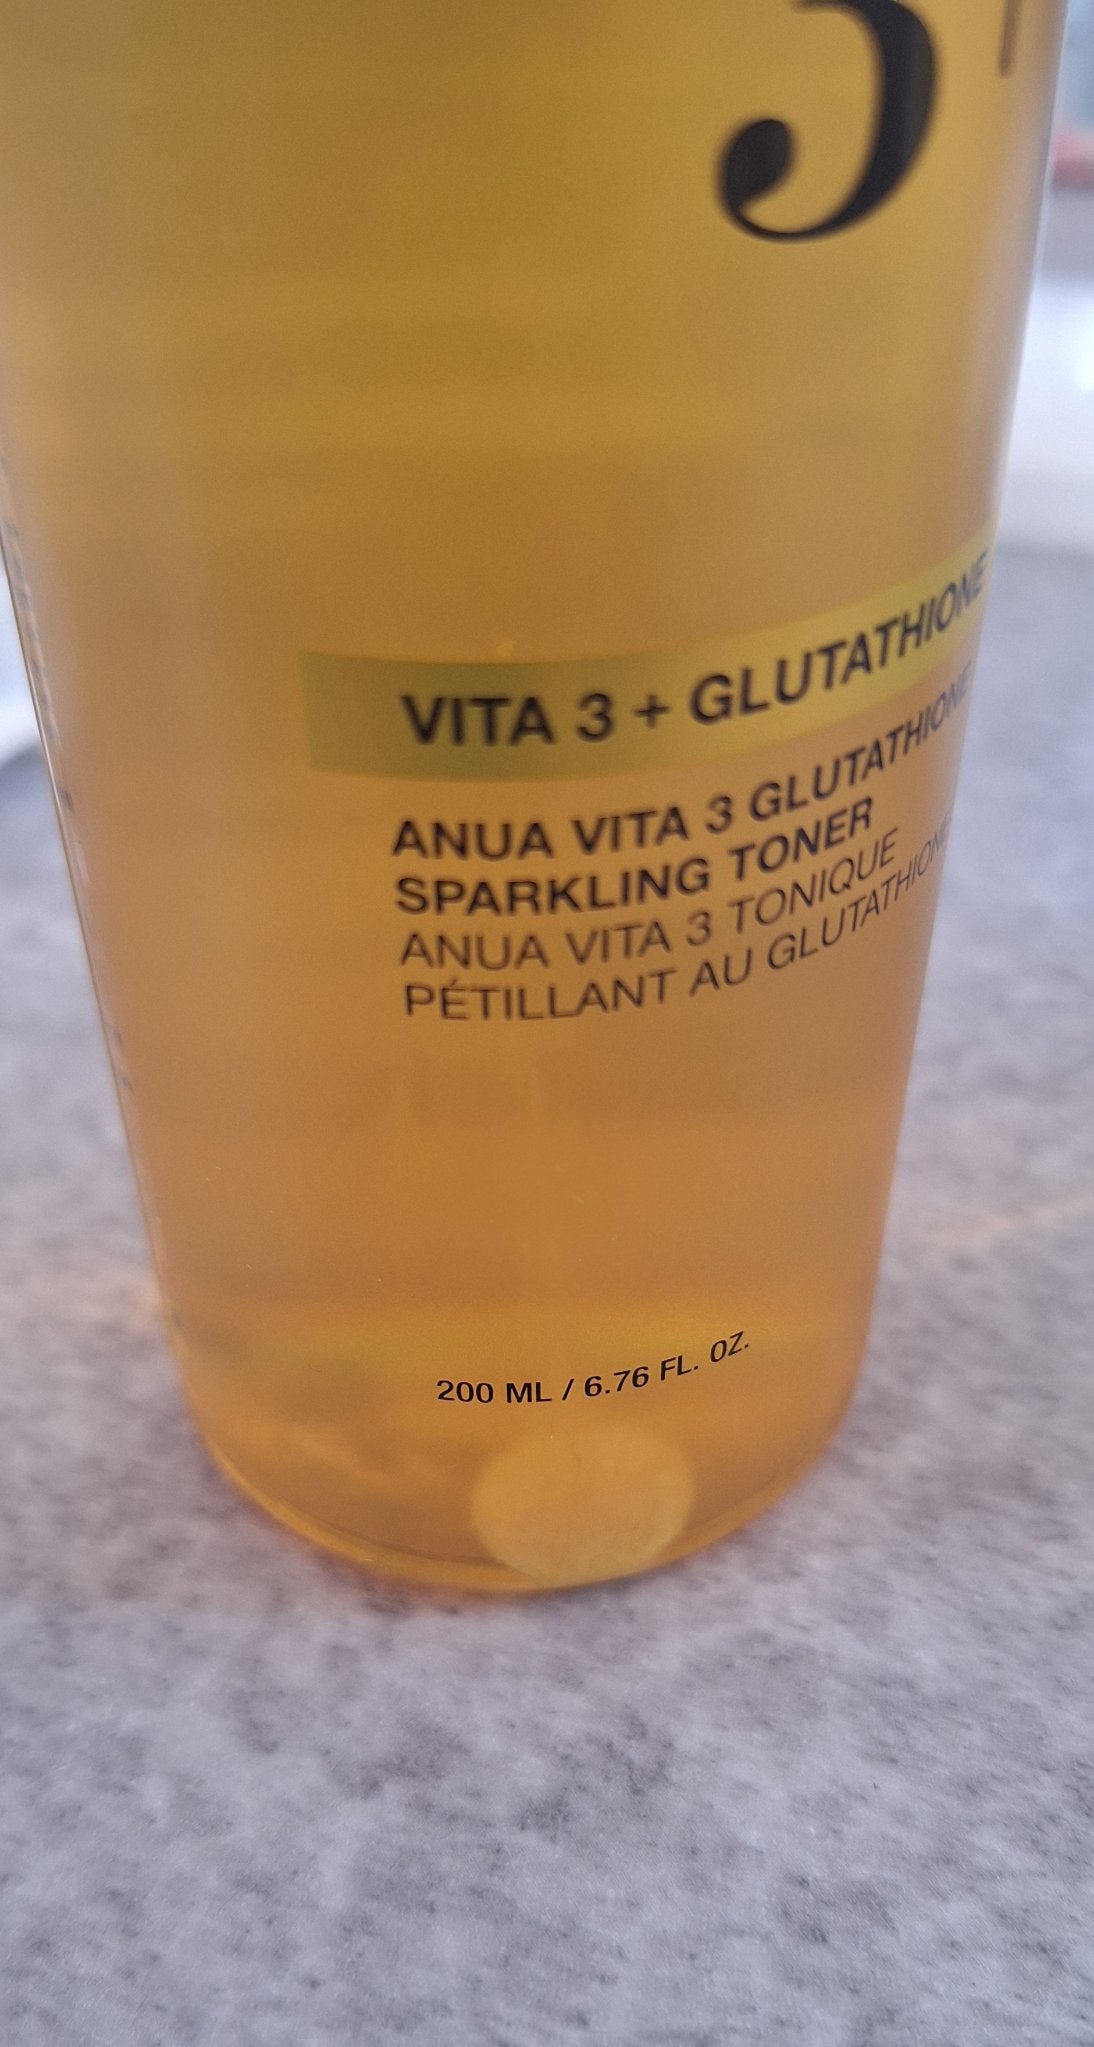 3
VITA 3 + GLUTATHIONE
ANUA VITA 3 GLUTATHIONE
SPARKLING TONER
ANUA VITA 3 TONIQUE
PÉTILLANT AU GLUTATHIONE
200 ML / 6.76 FL. OZ.